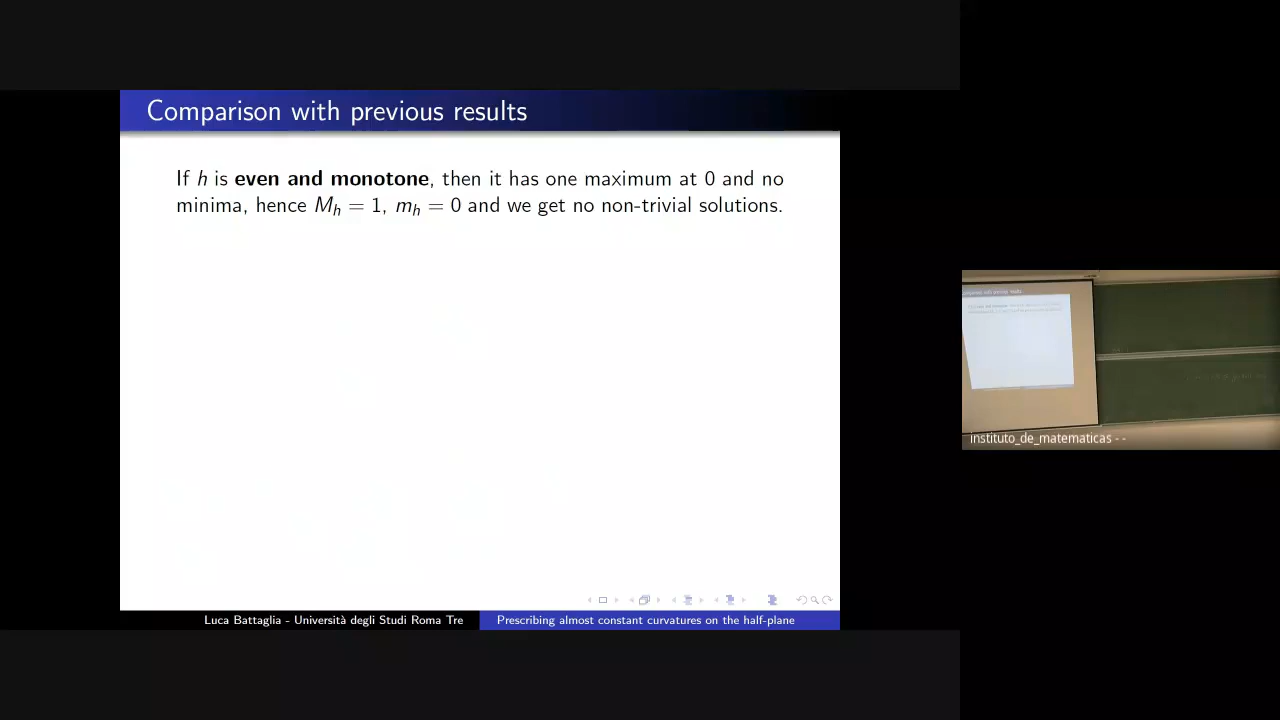 Comparison with previous results
If h is even and monotone, then it has one maximum at 0 and no
minima, hence M_h = 1, m_h = 0 and we get no non-trivial solutions.
Luca Battaglia - Università degli Studi Roma Tre
Prescribing almost constant curvatures on the half-plane
instituto_de_matematicas - -